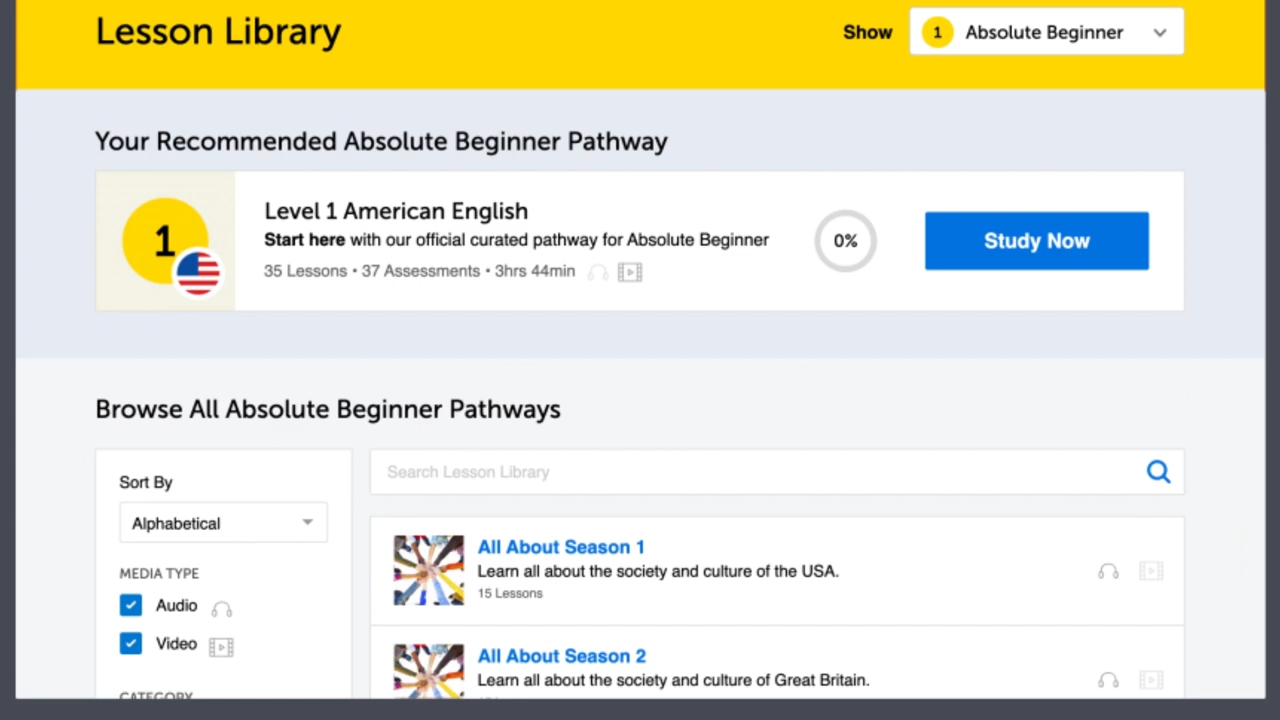 Lesson Library
Show
1 Absolute Beginner
Your Recommended Absolute Beginner Pathway
1
Level 1 American English
Start here with our official curated pathway for Absolute Beginner
35 Lessons • 37 Assessments • 3hrs 44min
0%
Study Now
Browse All Absolute Beginner Pathways
Sort By
Alphabetical
MEDIA TYPE
Audio
Video
CATEGORY
Search Lesson Library
All About Season 1
Learn all about the society and culture of the USA.
15 Lessons
All About Season 2
Learn all about the society and culture of Great Britain.